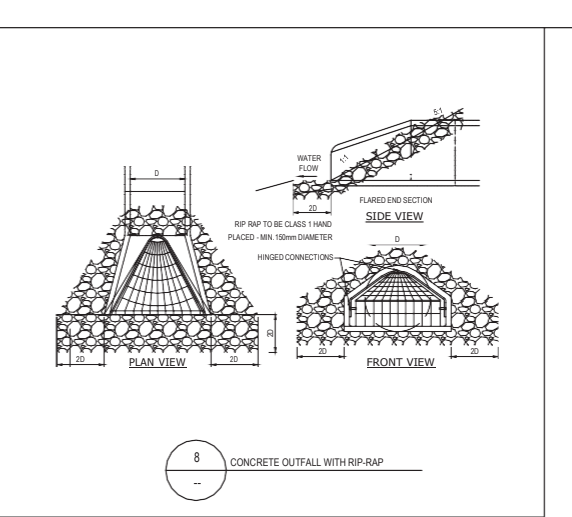 5:1
1:1
WATER
FLOW
D
FLARED END SECTION
2D
SIDE VIEW
RIP RAP TO BE CLASS 1 HAND
PLACED - MIN.150mm DIAMETER
D
HINGED CONNECTIONS
2D
2D
2D
PLAN VIEW
2D
2D
FRONT VIEW
8
CONCRETE OUTFALL WITH RIP-RAP
--